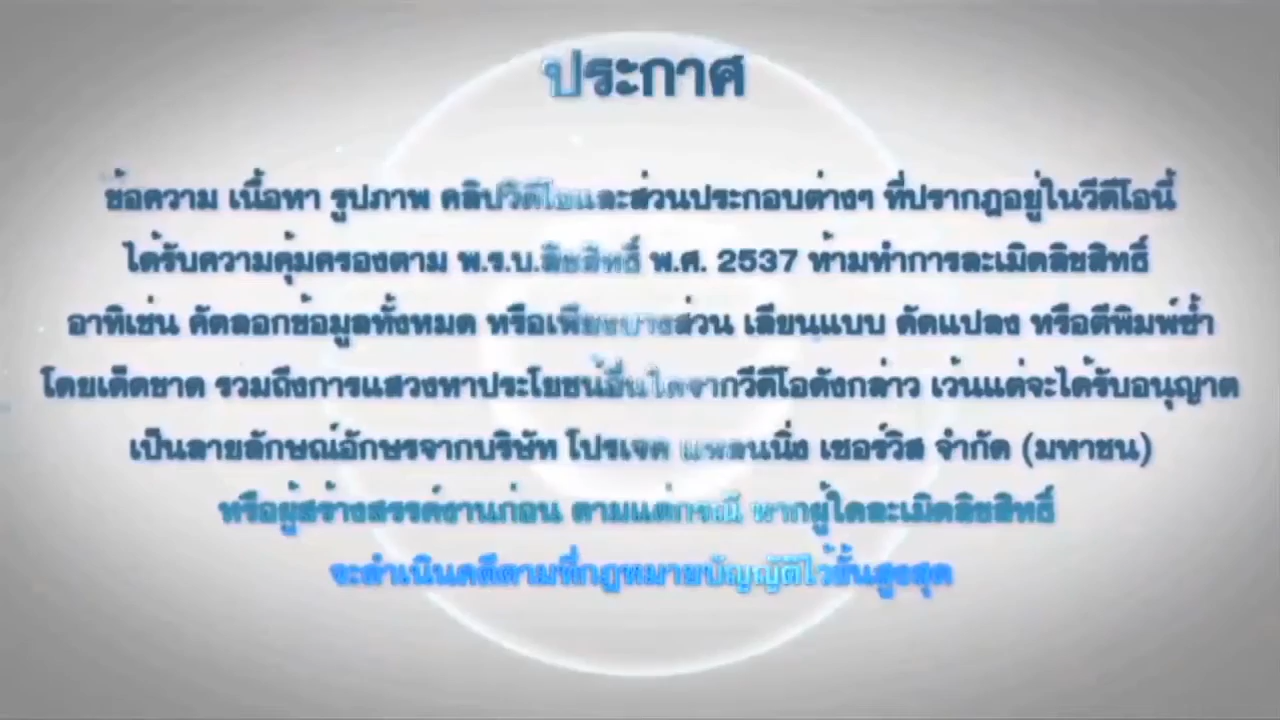 ประกาศ
ข้อความ เนื้อหา รูปภาพ คลิปวีดีโอและส่วนประกอบต่างๆ ที่ปรากฎอยู่ในวีดีโอนี้
ได้รับความคุ้มครองตาม พ.ร.บ.ลิขสิทธิ์ พ.ศ. 2537 ห้ามทำการละเมิดลิขสิทธิ์
อาทิเช่น คัดลอกข้อมูลทั้งหมด หรือเพียงบางส่วน เลียนแบบ ดัดแปลง หรือตีพิมพ์ซ้ำ
โดยเด็ดขาด รวมถึงการแสวงหาประโยชน์อื่นใดจากวีดีโอดังกล่าว เว้นแต่จะได้รับอนุญาต
เป็นลายลักษณ์อักษรจากบริษัท โปรเจค แพลนนิ่ง เซอร์วิส จำกัด (มหาชน)
หรือผู้สร้างสรรค์งานก่อน ตามแต่กรณี หากผู้ใดละเมิดลิขสิทธิ์
จะดำเนินคดีตามที่กฎหมายบัญญัติไว้ขั้นสูงสุด